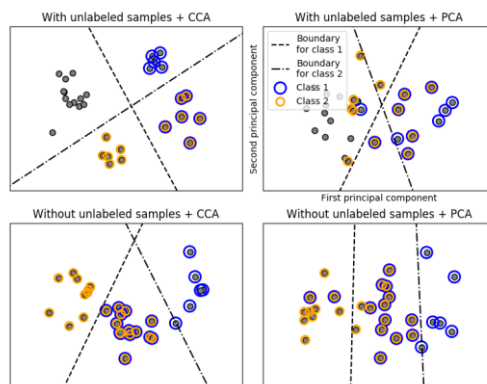 With unlabeled samples + CCA
With unlabeled samples + PCA
Second principal component
Boundary
for class 1
Boundary
for class 2
Class 1
Class 2
First principal component
Without unlabeled samples + CCA
Without unlabeled samples + PCA